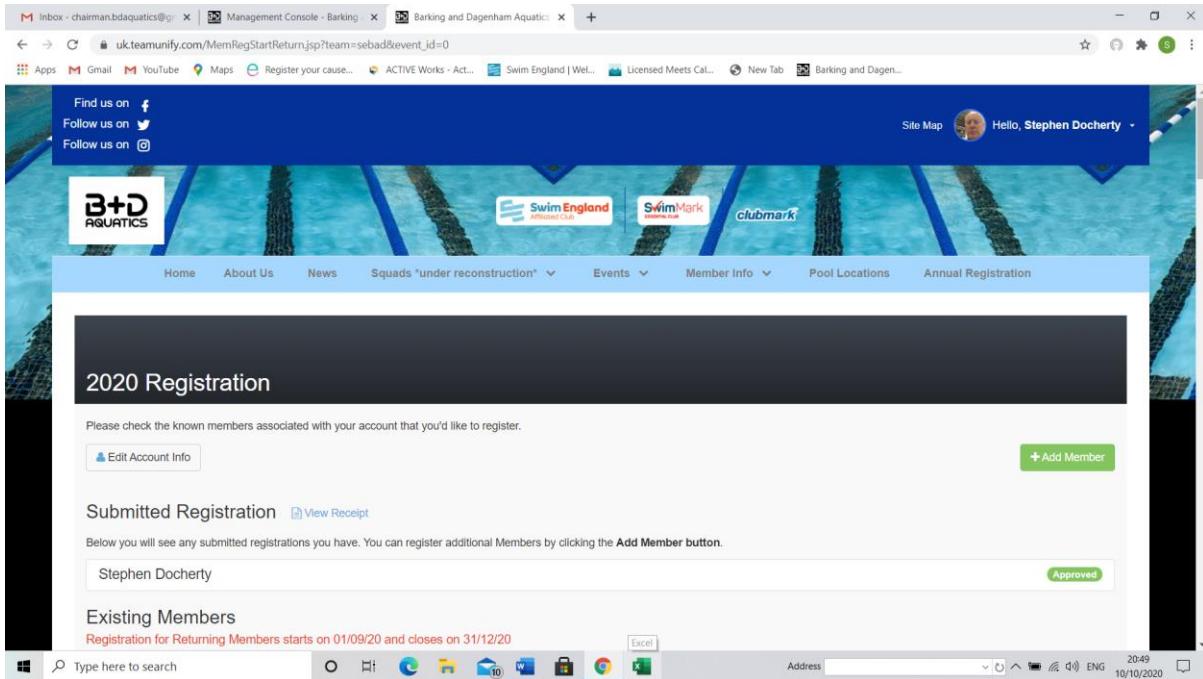 Inbox - chairman.bdaquatics@gr
Management Console - Barking
Barking and Dagenham Aquatics
uk.teamunify.com/MemRegStartReturn.jsp?team=sebad&event_id=0
S
Apps Gmail YouTube Maps Register your cause... ACTIVE Works - Act... Swim England | Wel... Licensed Meets Cal... New Tab Barking and Dagen...
Find us on
Follow us on
Follow us on
Site Map Hello, Stephen Docherty
B+D
AQUATICS
Swim England
Affiliated Club
SwimMark
ESSENTIAL CLUB
clubmark
Home About Us News Squads *under reconstruction* Events Member Info Pool Locations Annual Registration
2020 Registration
Please check the known members associated with your account that you'd like to register.
Edit Account Info
+Add Member
Submitted Registration View Receipt
Below you will see any submitted registrations you have. You can register additional Members by clicking the Add Member button.
Stephen Docherty Approved
Existing Members
Registration for Returning Members starts on 01/09/20 and closes on 31/12/20
Excel
Type here to search
10
Address
ENG
20:49
10/10/2020